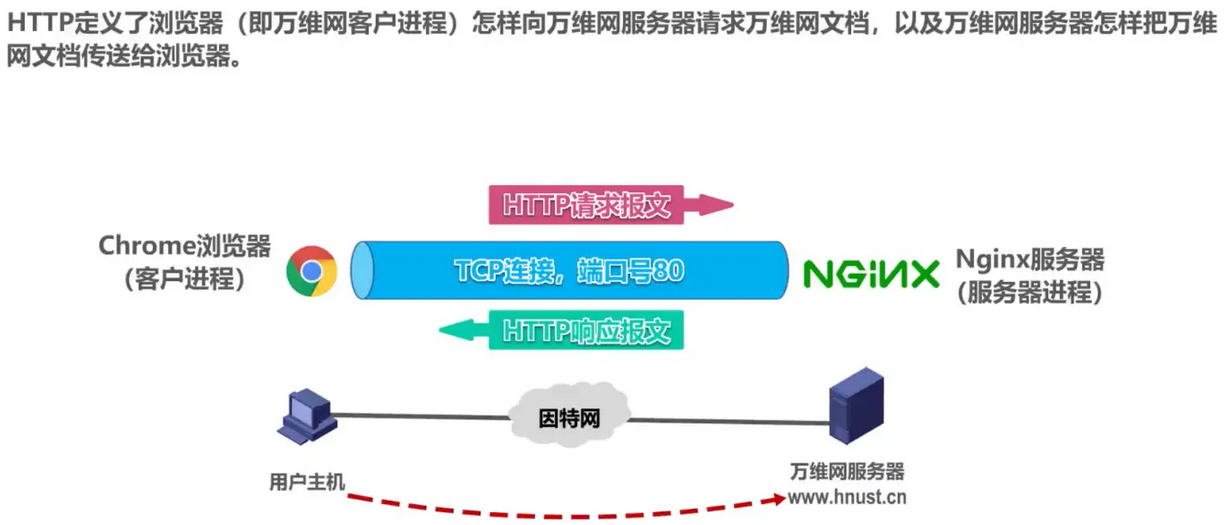 HTTP定义了浏览器（即万维网客户进程）怎样向万维网服务器请求万维网文档，以及万维网服务器怎样把万维
网文档传送给浏览器。
HTTP请求报文
Chrome浏览器
（客户进程）
TCP连接，端口号80
NGINX
Nginx服务器
（服务器进程）
HTTP响应报文
因特网
用户主机
万维网服务器
www.hnust.cn